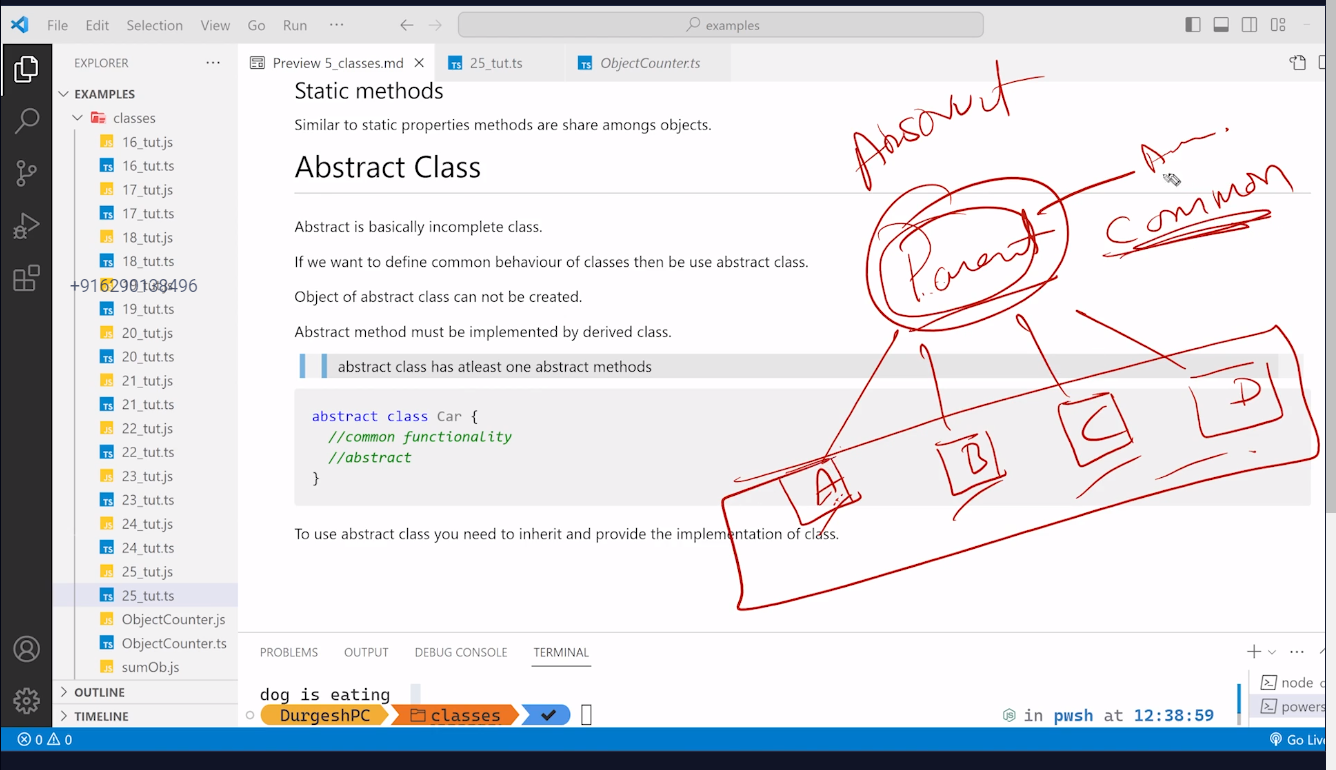 File Edit Selection View Go Run ··· examples
EXPLORER ···
EXAMPLES
classes
16_tut.js
16_tut.ts
17_tut.js
17_tut.ts
18_tut.js
18_tut.ts
+916299138496
19_tut.ts
20_tut.js
20_tut.ts
21_tut.js
21_tut.ts
22_tut.js
22_tut.ts
23_tut.js
23_tut.ts
24_tut.js
24_tut.ts
25_tut.js
25_tut.ts
ObjectCounter.js
ObjectCounter.ts
sumOb.js
OUTLINE
TIMELINE
Preview 5_classes.md 25_tut.ts ObjectCounter.ts
Static methods
Similar to static properties methods are share amongs objects.
Abstract Class
Abstract is basically incomplete class.
If we want to define common behaviour of classes then be use abstract class.
Object of abstract class can not be created.
Abstract method must be implemented by derived class.
abstract class has atleast one abstract methods
abstract class Car {
//common functionality
//abstract
}
To use abstract class you need to inherit and provide the implementation of class.
Parent
Common
A
B
C
D
PROBLEMS OUTPUT DEBUG CONSOLE TERMINAL
dog is eating
DurgeshPC classes in pwsh at 12:38:59
node
powers
0 0 Go Live